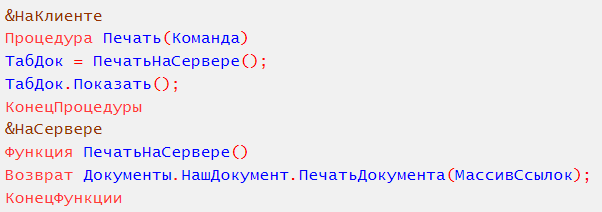 &НаКлиенте
Процедура Печать(Команда)
ТабДок = ПечатьНаСервере();
ТабДок.Показать();
КонецПроцедуры
&НаСервере
Функция ПечатьНаСервере()
Возврат Документы.НашДокумент.ПечатьДокумента(МассивСсылок);
КонецФункции